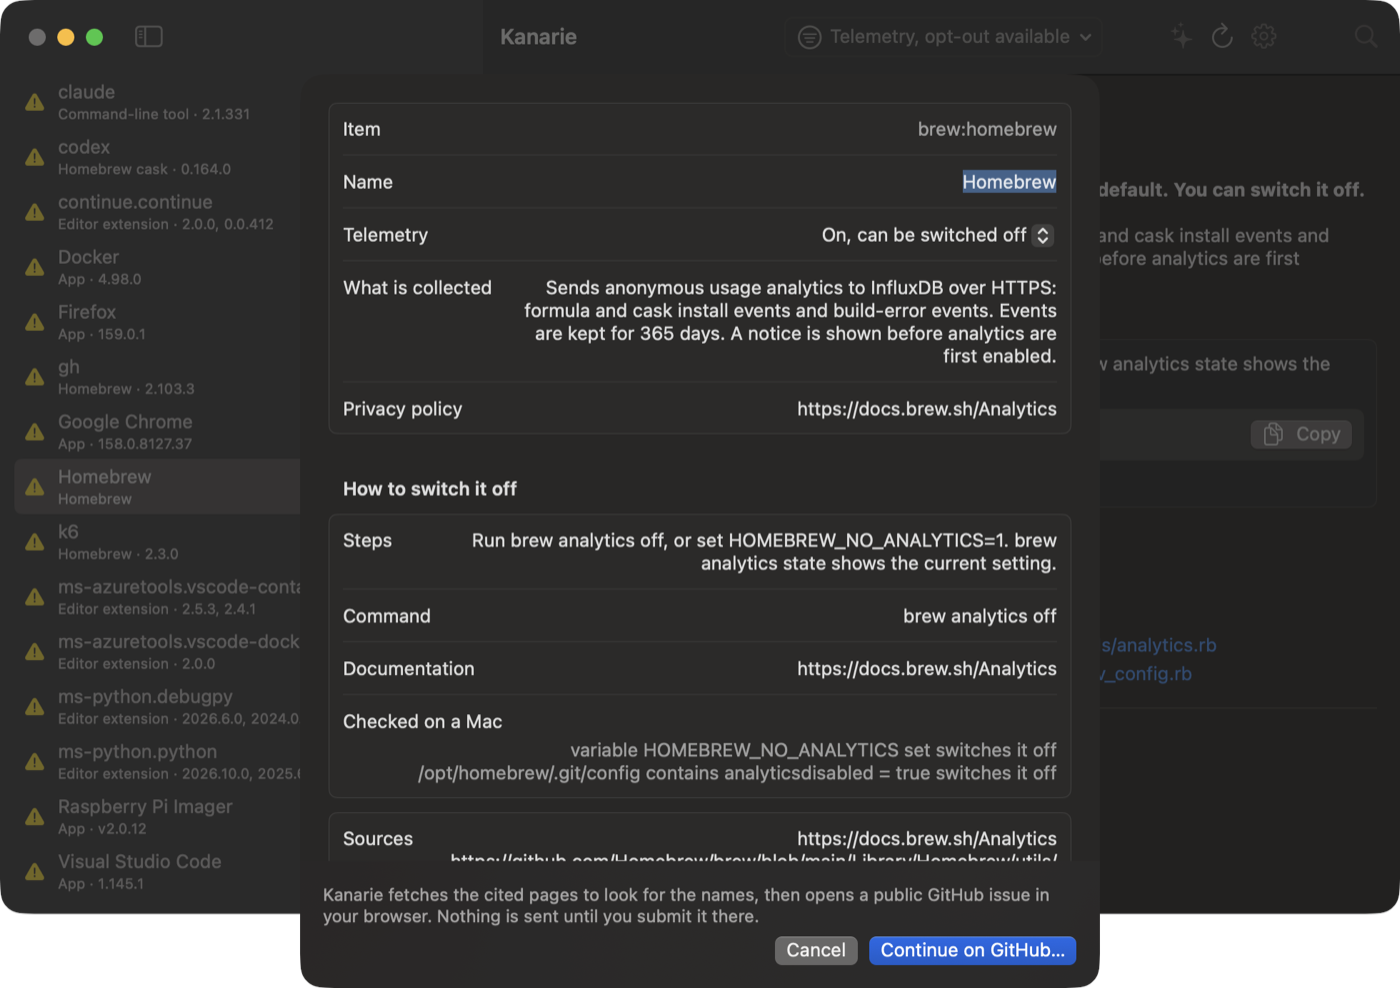 Kanarie
Telemetry, opt-out available
claude
Command-line tool · 2.1.331
codex
Homebrew cask · 0.164.0
continue.continue
Editor extension · 2.0.0, 0.0.412
Docker
App · 4.98.0
Firefox
App · 159.0.1
gh
Homebrew · 2.103.3
Google Chrome
App · 158.0.8127.37
Homebrew
Homebrew
k6
Homebrew · 2.3.0
ms-azuretools.vscode-conta
Editor extension · 2.5.3, 2.4.1
ms-azuretools.vscode-dock
Editor extension · 2.0.0
ms-python.debugpy
Editor extension · 2026.6.0, 2024.0
ms-python.python
Editor extension · 2026.10.0, 2025.6
Raspberry Pi Imager
App · v2.0.12
Visual Studio Code
App · 1.145.1
Item brew:homebrew
Name Homebrew
Telemetry On, can be switched off
What is collected Sends anonymous usage analytics to InfluxDB over HTTPS:
formula and cask install events and build-error events. Events
are kept for 365 days. A notice is shown before analytics are
first enabled.
Privacy policy https://docs.brew.sh/Analytics
How to switch it off
Steps Run brew analytics off, or set HOMEBREW_NO_ANALYTICS=1. brew
analytics state shows the current setting.
Command brew analytics off
Documentation https://docs.brew.sh/Analytics
Checked on a Mac
variable HOMEBREW_NO_ANALYTICS set switches it off
/opt/homebrew/.git/config contains analyticsdisabled = true switches it off
Sources https://docs.brew.sh/Analytics
https://github.com/Homebrew/brew/blob/main/Library/Homebrew/utils/
Kanarie fetches the cited pages to look for the names, then opens a public GitHub issue in
your browser. Nothing is sent until you submit it there.
Cancel Continue on GitHub...
default. You can switch it off.
and cask install events and
efore analytics are first
w analytics state shows the
Copy
s/analytics.rb
v_config.rb